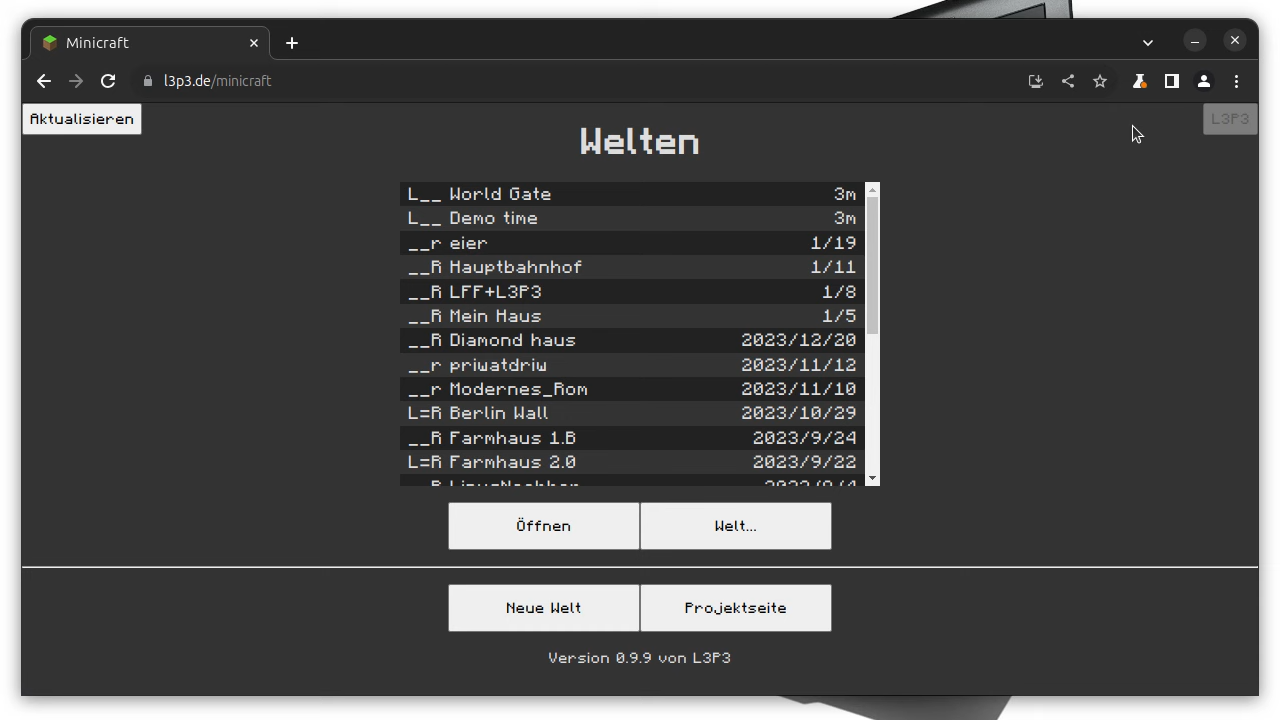 Minicraft
l3p3.de/minicraft
Aktualisieren
L3P3
Welten
L__ World Gate 3m
L__ Demo time 3m
__r eier 1/19
__R Hauptbahnhof 1/11
__R LFF+L3P3 1/8
__R Mein Haus 1/5
__R Diamond haus 2023/12/20
__r priwatdriw 2023/11/12
__r Modernes_Rom 2023/11/10
L=R Berlin Wall 2023/10/29
__R Farmhaus 1.B 2023/9/24
L=R Farmhaus 2.0 2023/9/22
Öffnen Welt...
Neue Welt Projektseite
Version 0.9.9 von L3P3